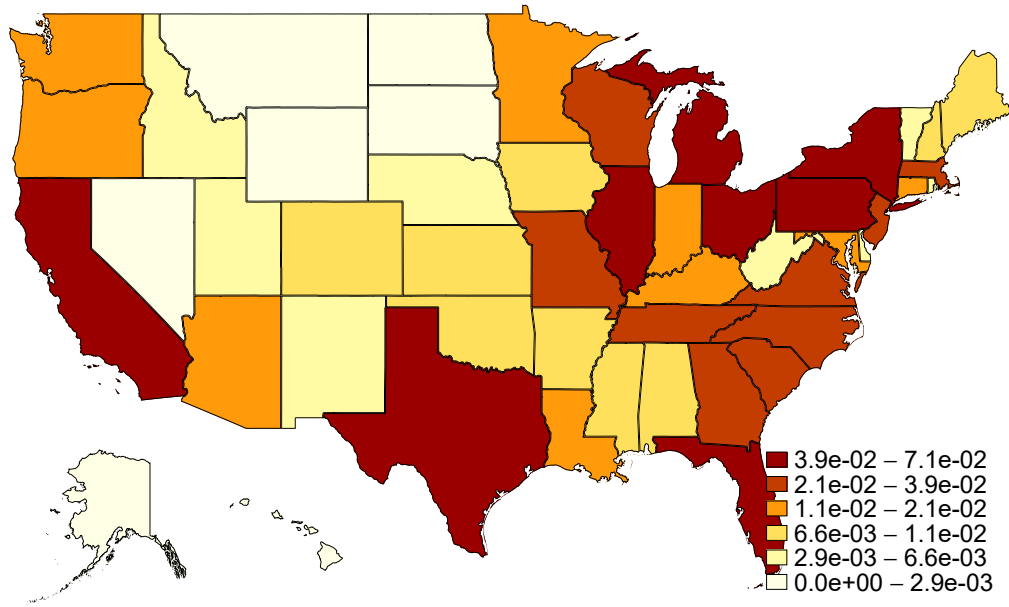 3.9e-02 – 7.1e-02
2.1e-02 – 3.9e-02
1.1e-02 – 2.1e-02
6.6e-03 – 1.1e-02
2.9e-03 – 6.6e-03
0.0e+00 – 2.9e-03